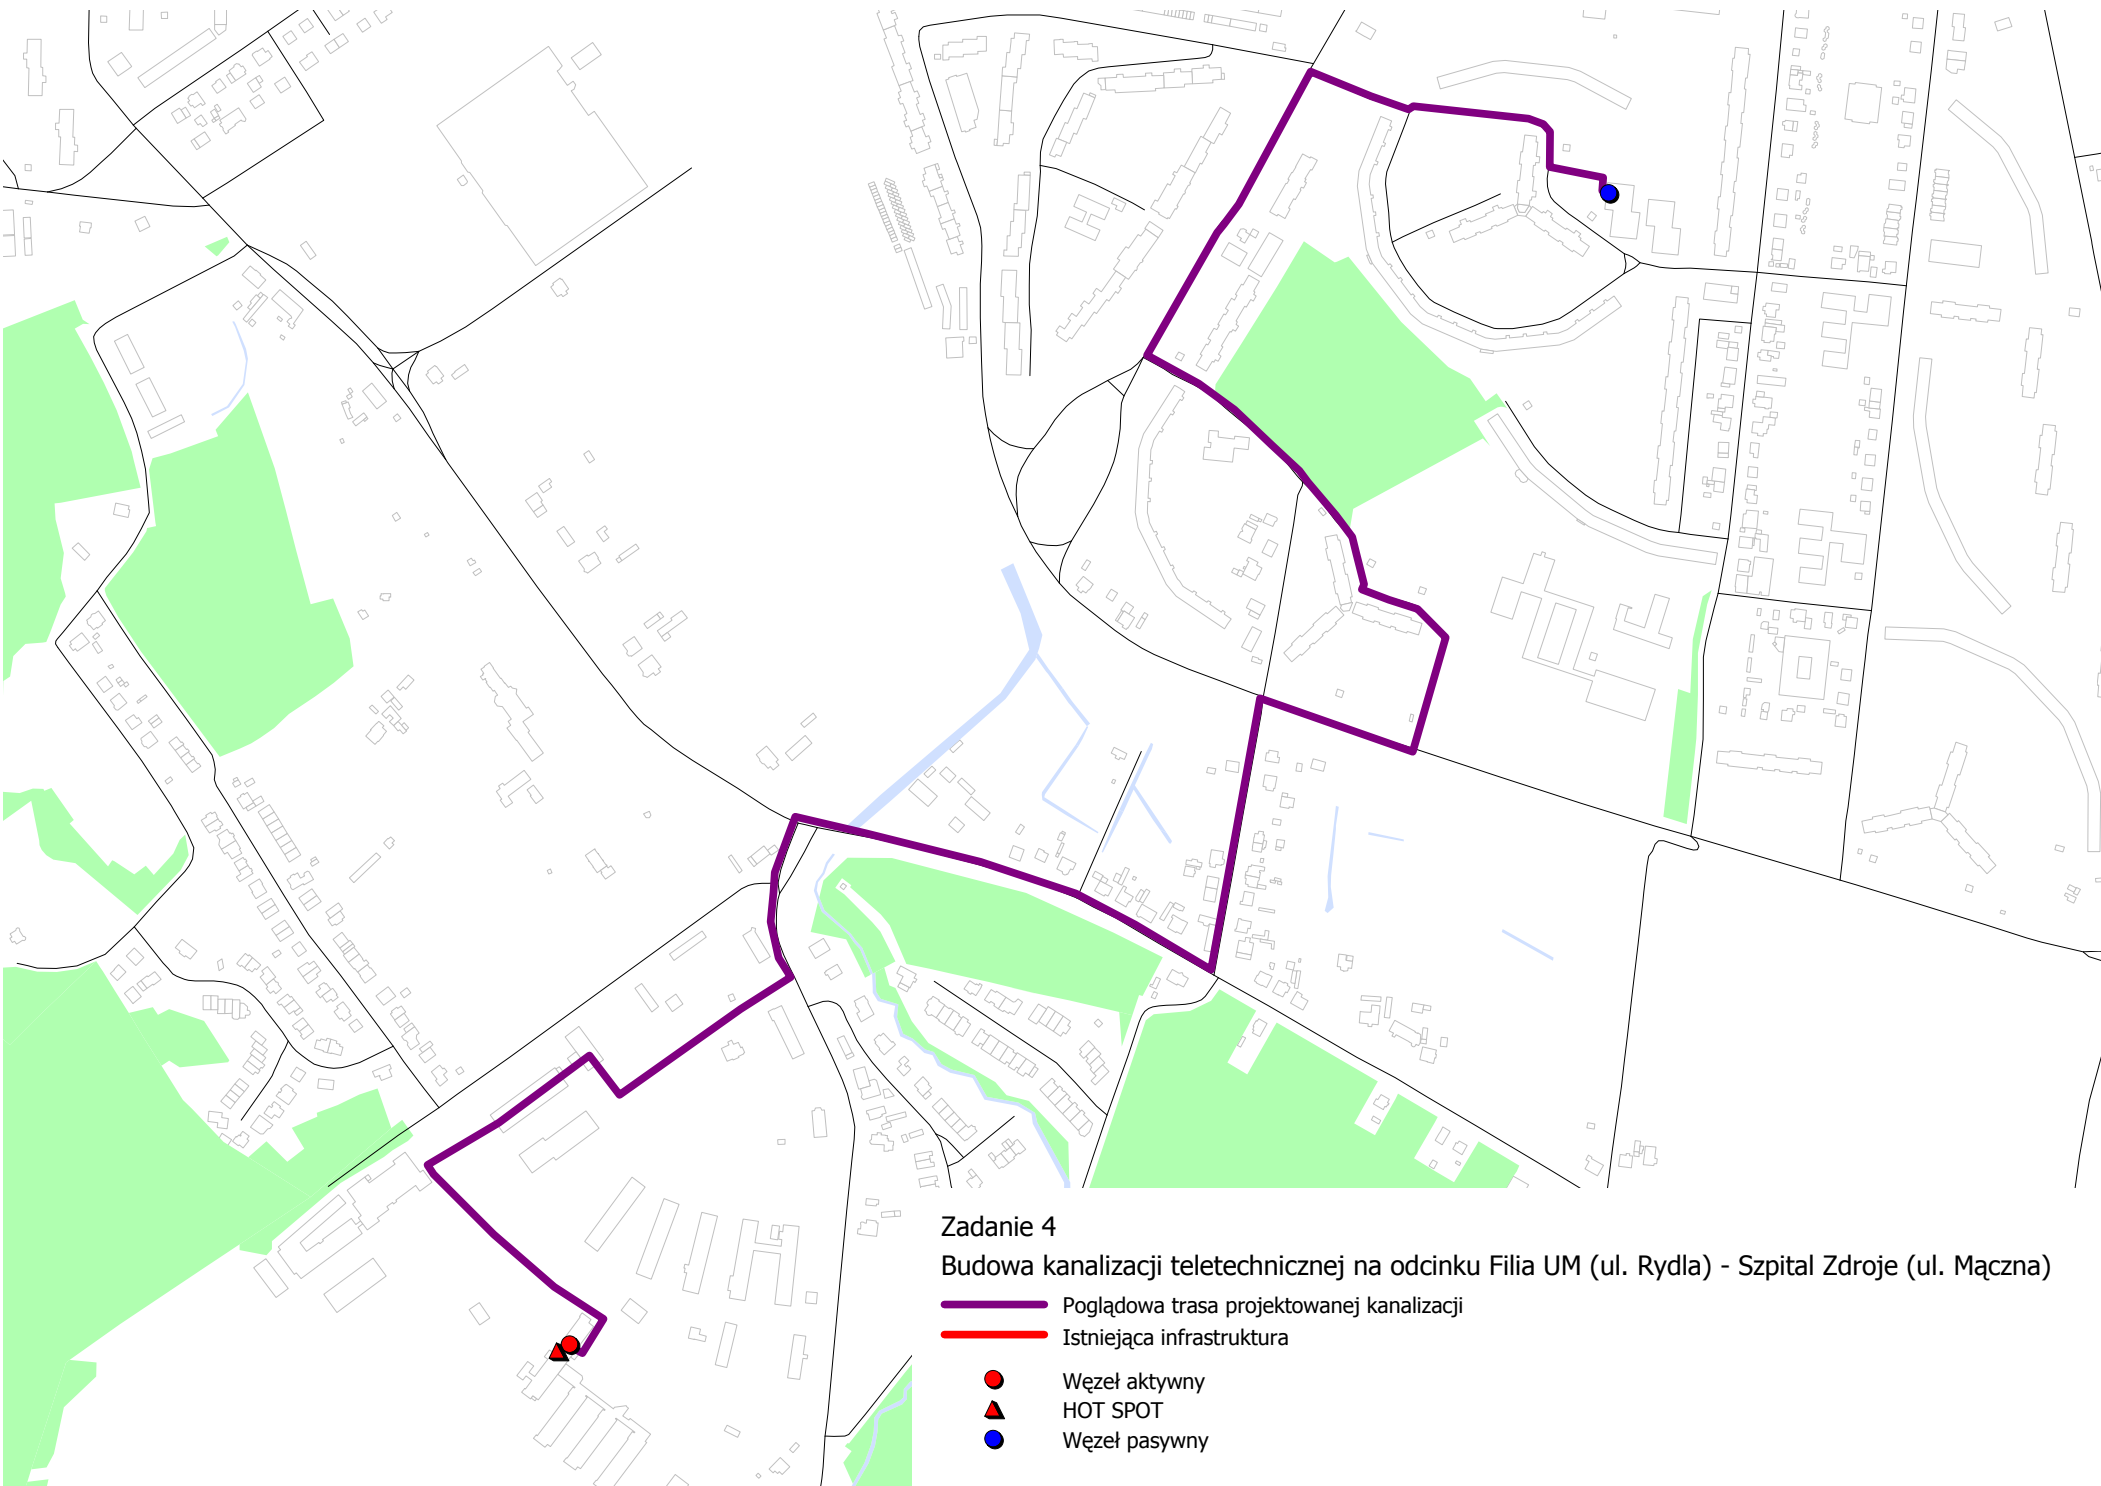 Zadanie 4
Budowa kanalizacji teletechnicznej na odcinku Filia UM (ul. Rydla) - Szpital Zdroje (ul. Mączna)
Poglądowa trasa projektowanej kanalizacji
Istniejąca infrastruktura
Węzeł aktywny
HOT SPOT
Węzeł pasywny